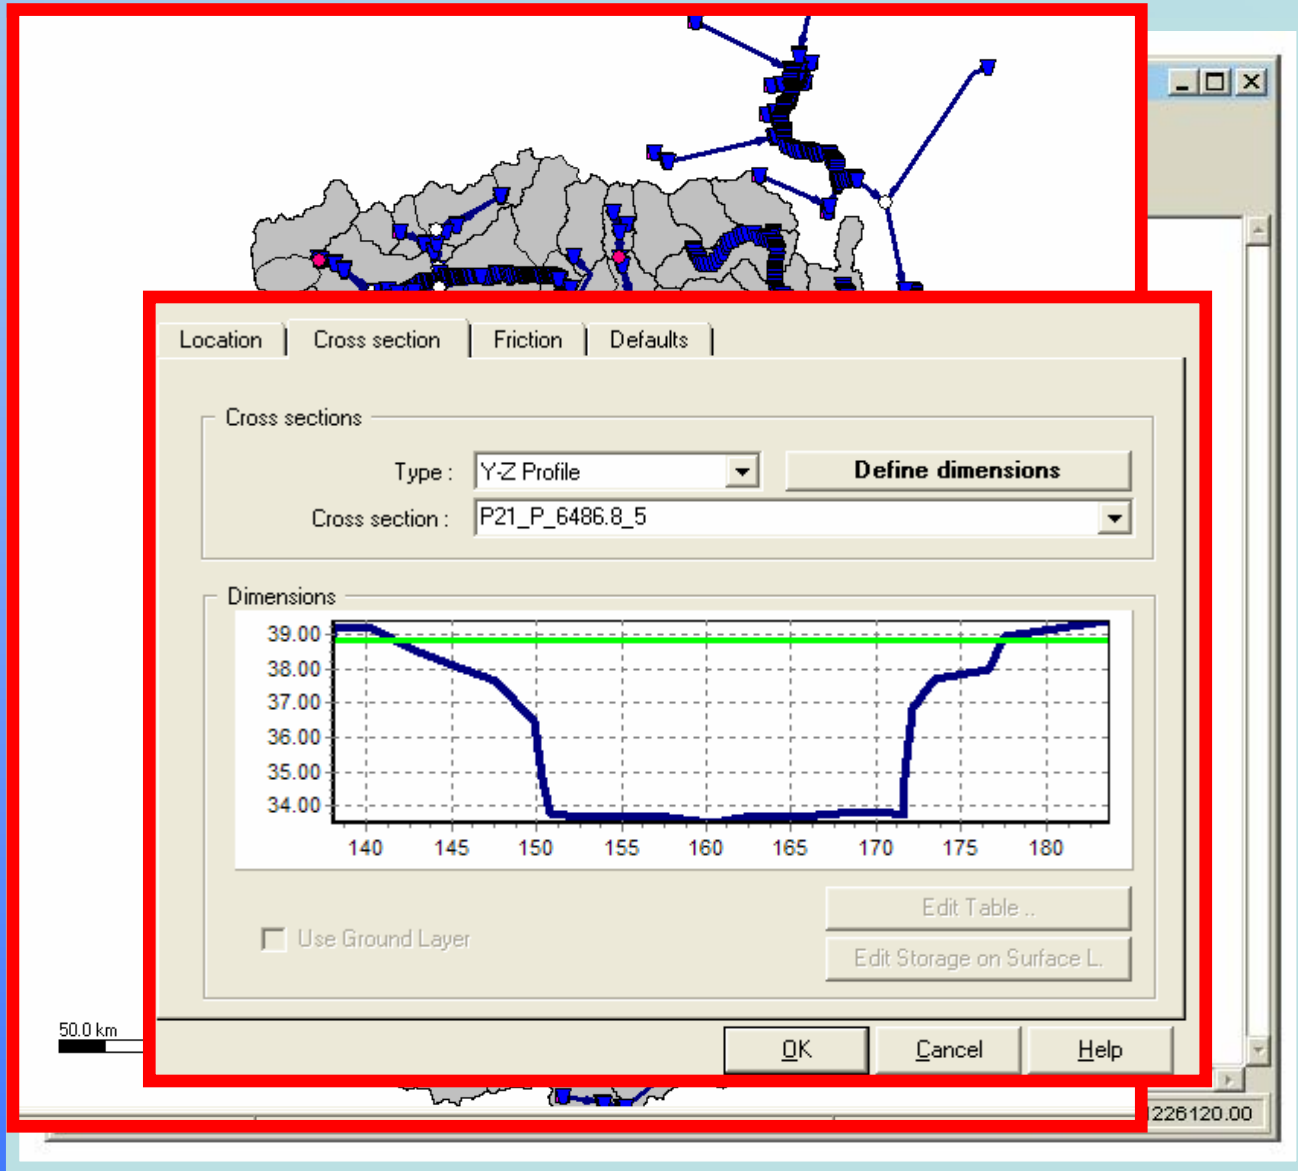 Location Cross section Friction Defaults
Cross sections
Type : Y-Z Profile Define dimensions
Cross section : P21_P_6486.8_5
Dimensions
39.00
38.00
37.00
36.00
35.00
34.00
140 145 150 155 160 165 170 175 180
Edit Table ..
Use Ground Layer
Edit Storage on Surface L.
50.0 km
OK Cancel Help
1226120.00